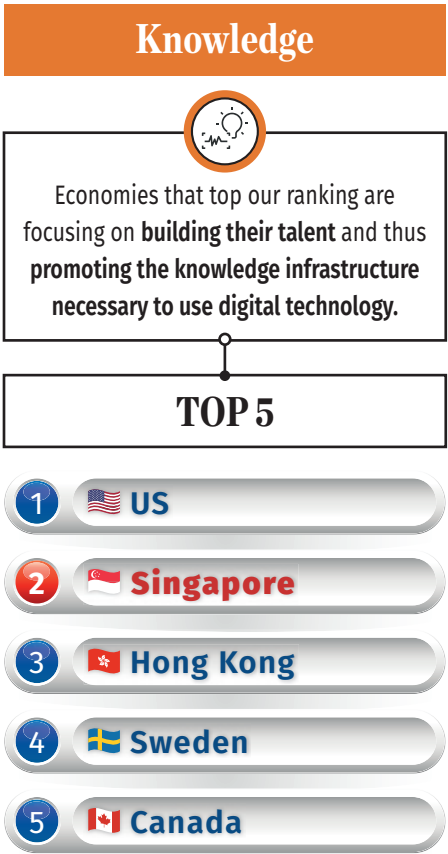 Knowledge
Economies that top our ranking are
focusing on building their talent and thus
promoting the knowledge infrastructure
necessary to use digital technology.
TOP 5
1 US
2 Singapore
3 Hong Kong
4 Sweden
5 Canada